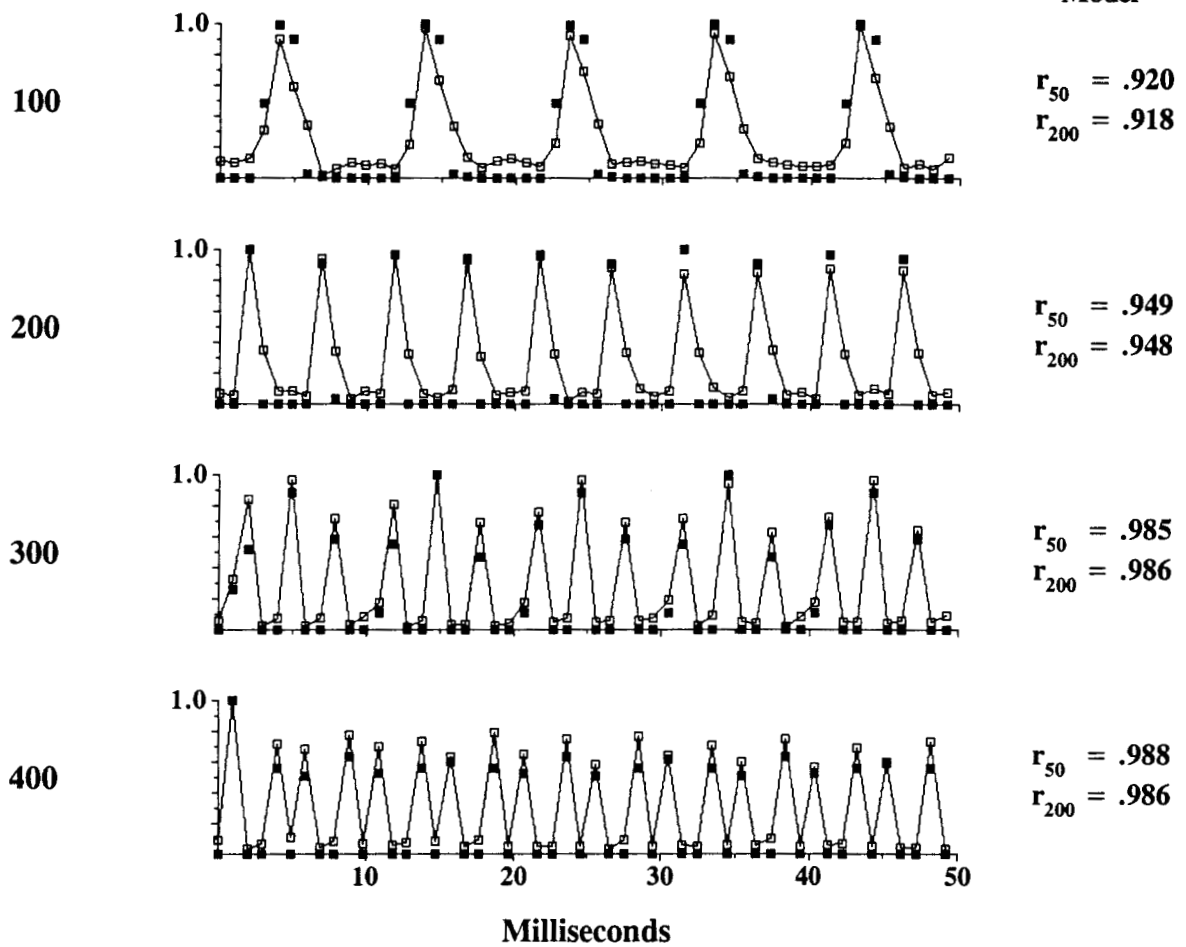 1.0
100
r50 = .920
r200 = .918
1.0
200
r50 = .949
r200 = .948
1.0
300
r50 = .985
r200 = .986
1.0
400
r50 = .988
r200 = .986
10 20 30 40 50
Milliseconds